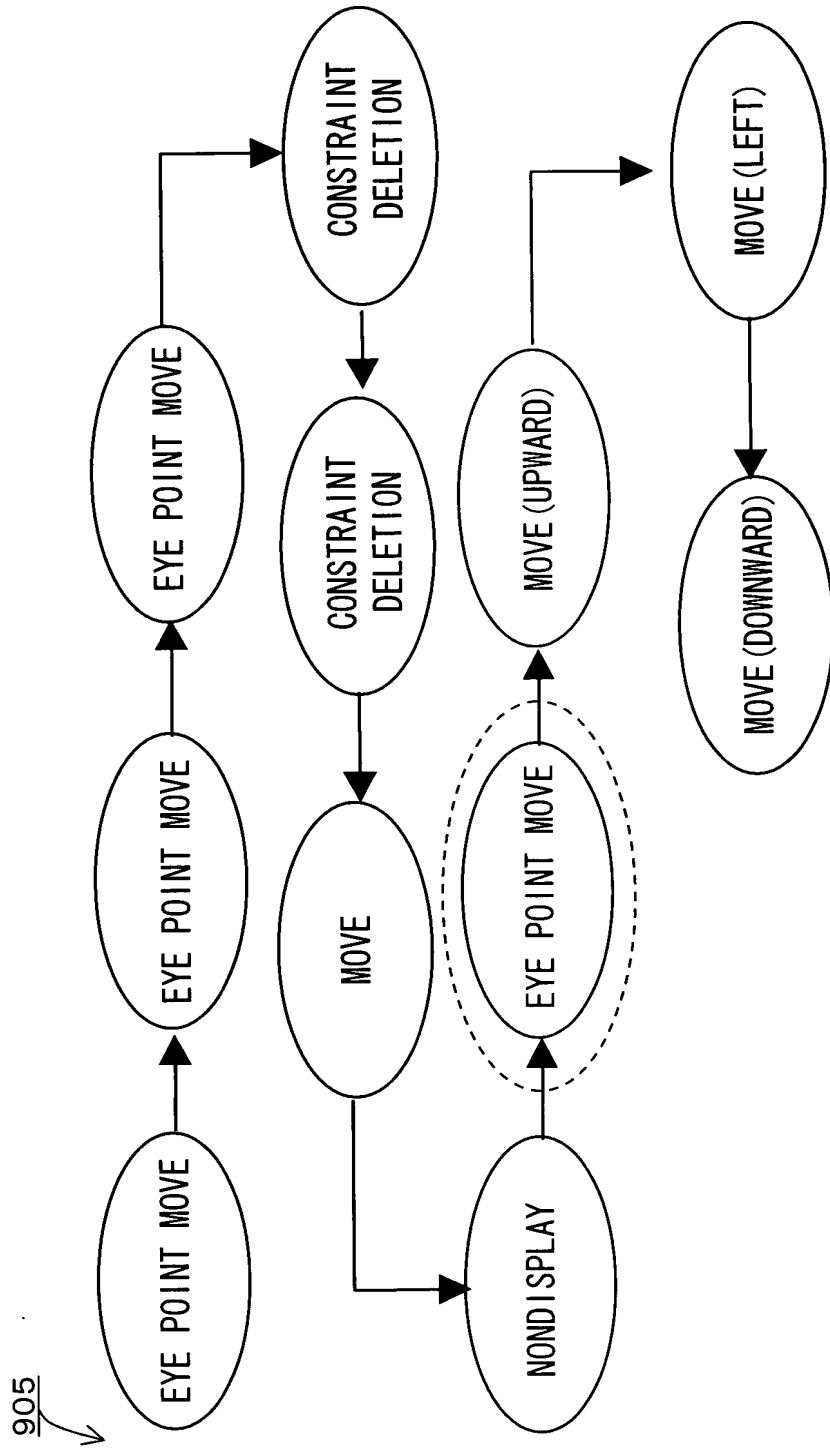 905
EYE POINT MOVE
EYE POINT MOVE
EYE POINT MOVE
CONSTRAINT
DELETION
CONSTRAINT
DELETION
MOVE
NONDISPLAY
EYE POINT MOVE
MOVE(UPWARD)
MOVE(LEFT)
MOVE(DOWNWARD)